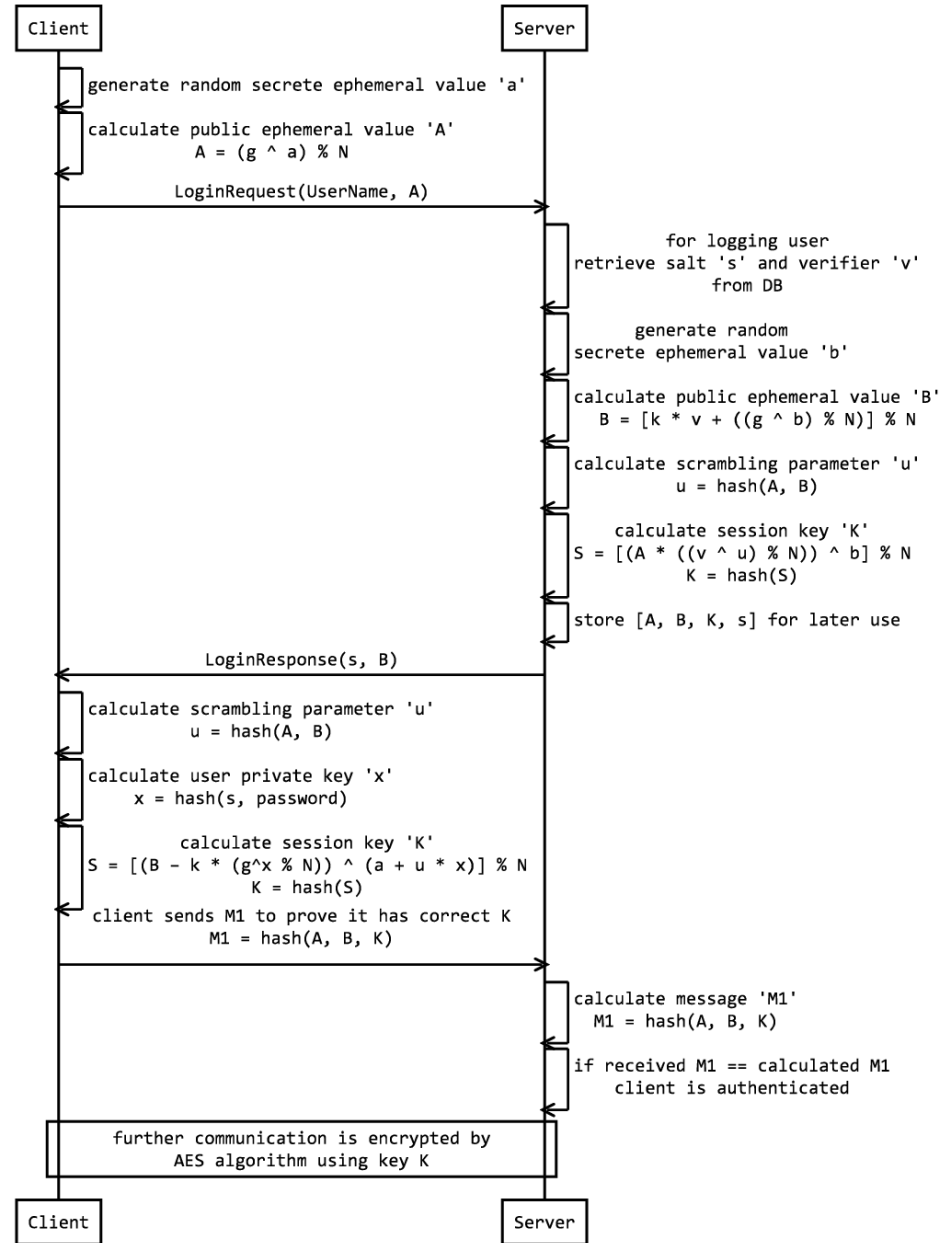 Client
Server
generate random secrete ephemeral value 'a'
calculate public ephemeral value 'A'
A = (g ^ a) % N
LoginRequest(UserName, A)
for logging user
retrieve salt 's' and verifier 'v'
from DB
generate random
secrete ephemeral value 'b'
calculate public ephemeral value 'B'
B = [k * v + ((g ^ b) % N)] % N
calculate scrambling parameter 'u'
u = hash(A, B)
calculate session key 'K'
S = [(A * ((v ^ u) % N)) ^ b] % N
K = hash(S)
store [A, B, K, s] for later use
LoginResponse(s, B)
calculate scrambling parameter 'u'
u = hash(A, B)
calculate user private key 'x'
x = hash(s, password)
calculate session key 'K'
S = [(B – k * (g^x % N)) ^ (a + u * x)] % N
K = hash(S)
client sends M1 to prove it has correct K
M1 = hash(A, B, K)
calculate message 'M1'
M1 = hash(A, B, K)
if received M1 == calculated M1
client is authenticated
further communication is encrypted by
AES algorithm using key K
Client
Server